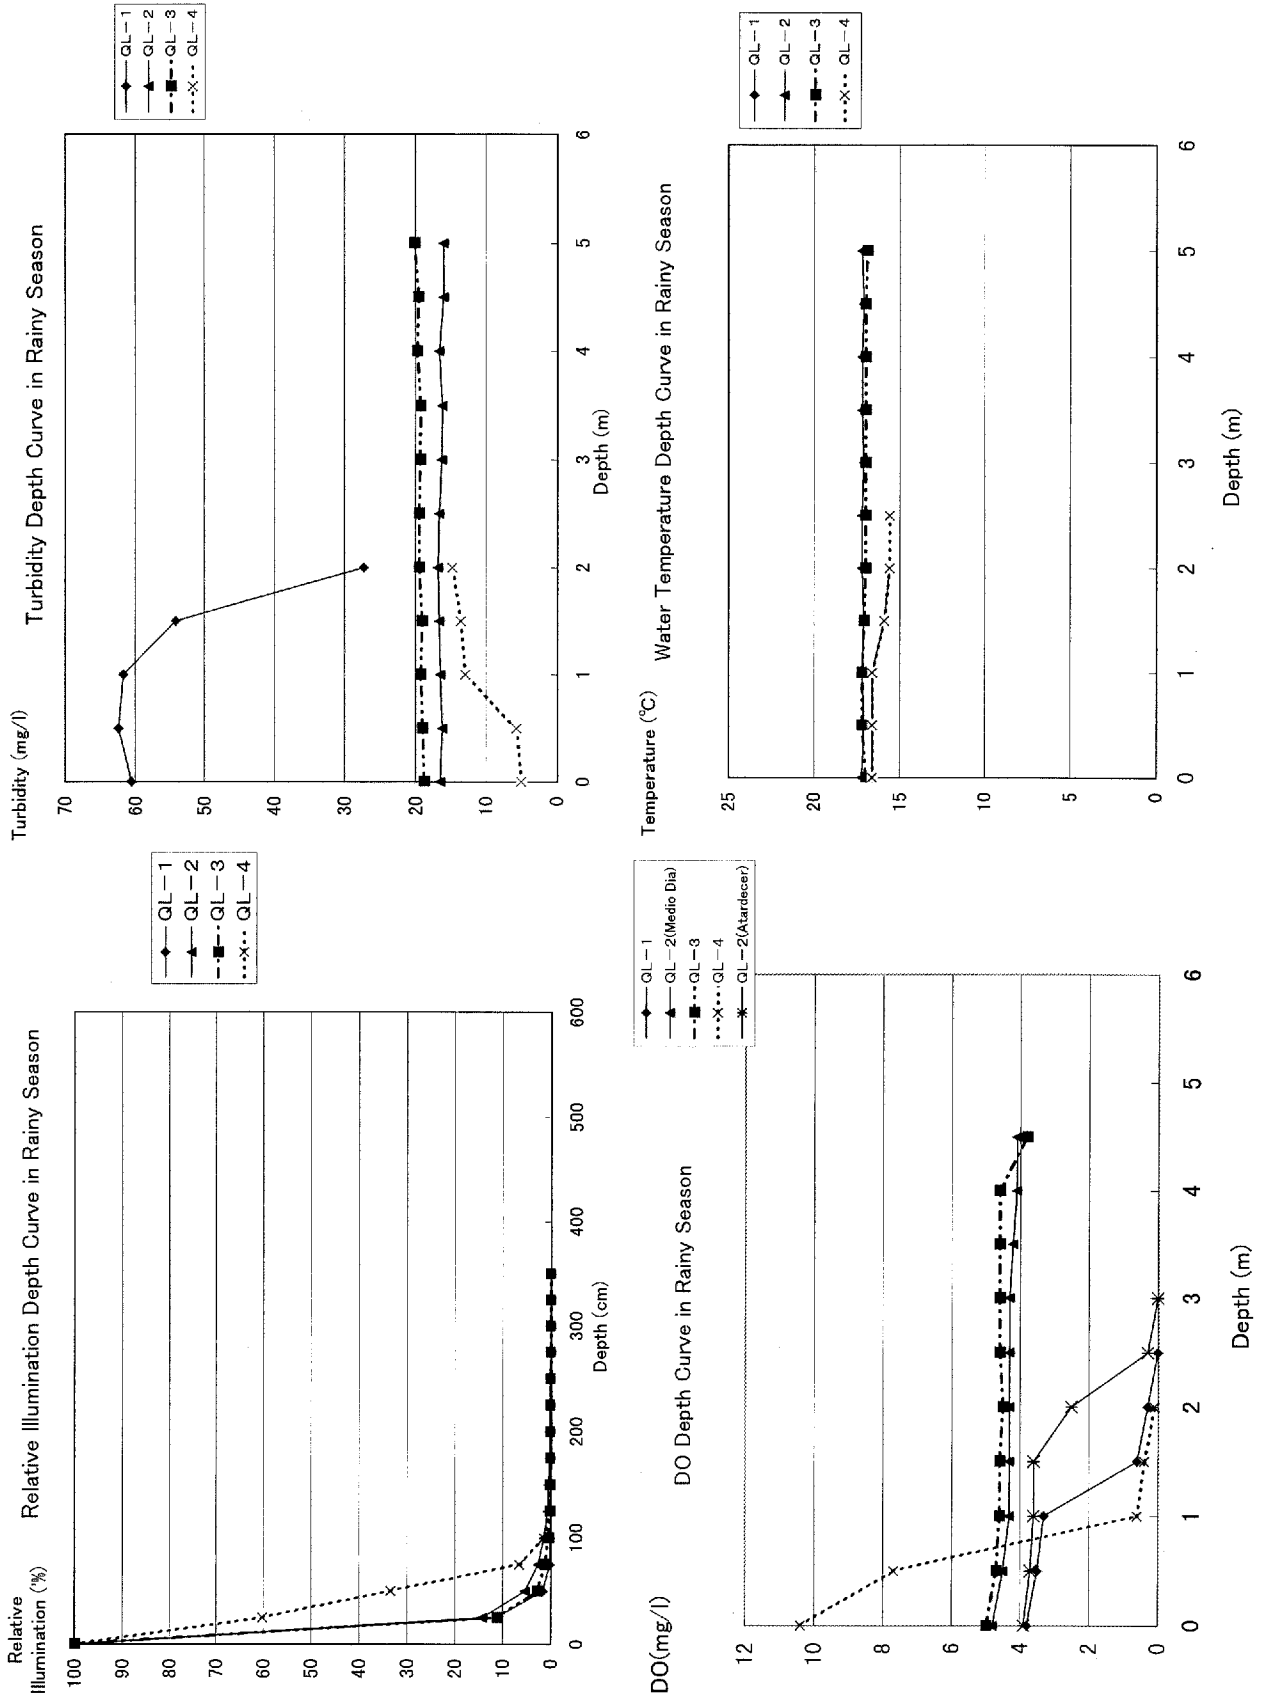 Relative
Illumination (%)
Relative Illumination Depth Curve in Rainy Season
100
90
80
70
60
50
40
30
20
10
0
0
100
200
300
400
500
600
Depth (cm)
QL-1
QL-2
QL-3
QL-4
Turbidity (mg/l)
Turbidity Depth Curve in Rainy Season
70
60
50
40
30
20
10
0
0
1
2
3
4
5
6
Depth (m)
QL-1
QL-2
QL-3
QL-4
DO(mg/l)
DO Depth Curve in Rainy Season
12
10
8
6
4
2
0
0
1
2
3
4
5
6
Depth (m)
QL-1
QL-2(Medio Dia)
QL-3
QL-4
QL-2(Atardecer)
Temperature (°C)
Water Temperature Depth Curve in Rainy Season
25
20
15
10
5
0
0
1
2
3
4
5
6
Depth (m)
QL-1
QL-2
QL-3
QL-4